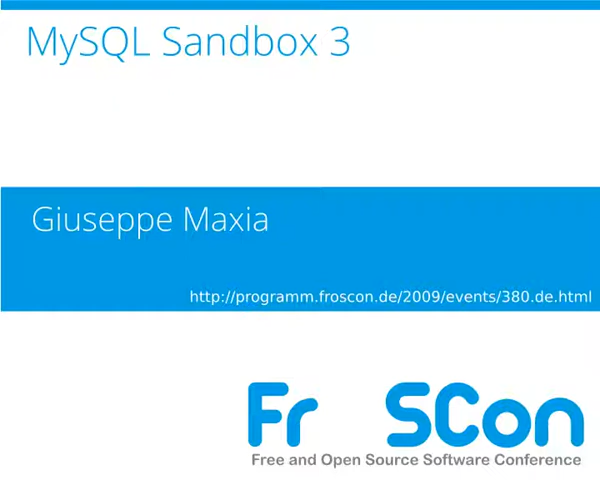 MySQL Sandbox 3
Giuseppe Maxia
http://programm.froscon.de/2009/events/380.de.html
Fr SCon
Free and Open Source Software Conference